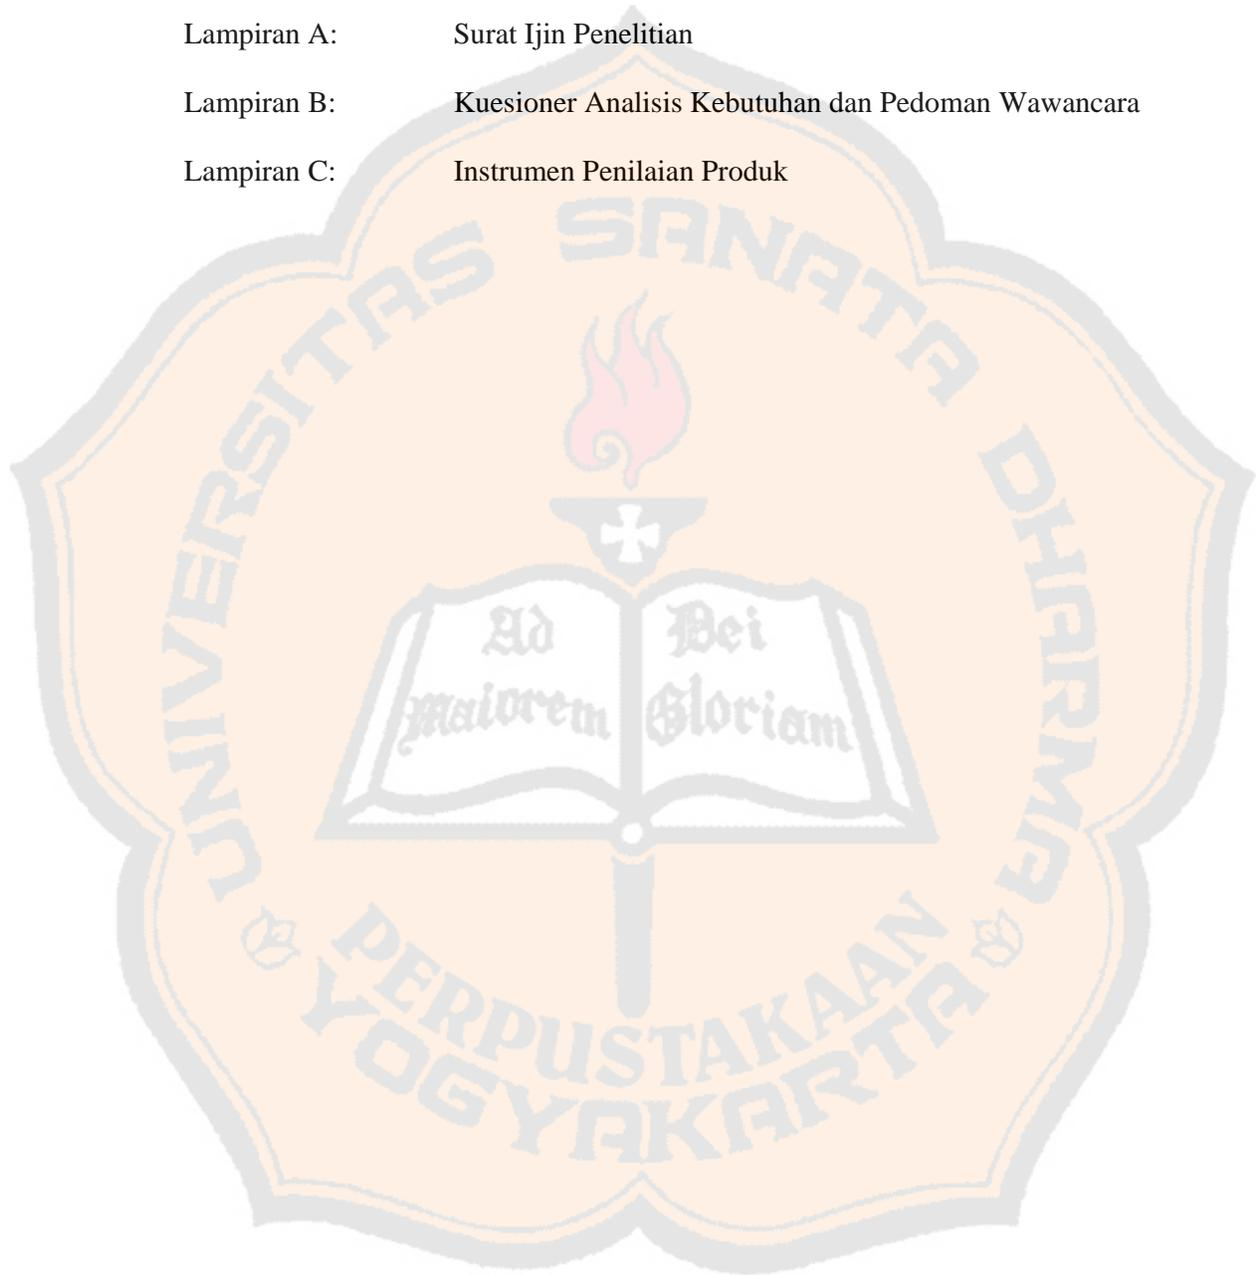 Lampiran A: Surat Ijin Penelitian
Lampiran B: Kuesioner Analisis Kebutuhan dan Pedoman Wawancara
Lampiran C: Instrumen Penilaian Produk
UNIVERSITAS SANATA DHARMA
Ad Dei
Maiorem Gloriam
PERPUSTAKAAN
YOGYAKARTA